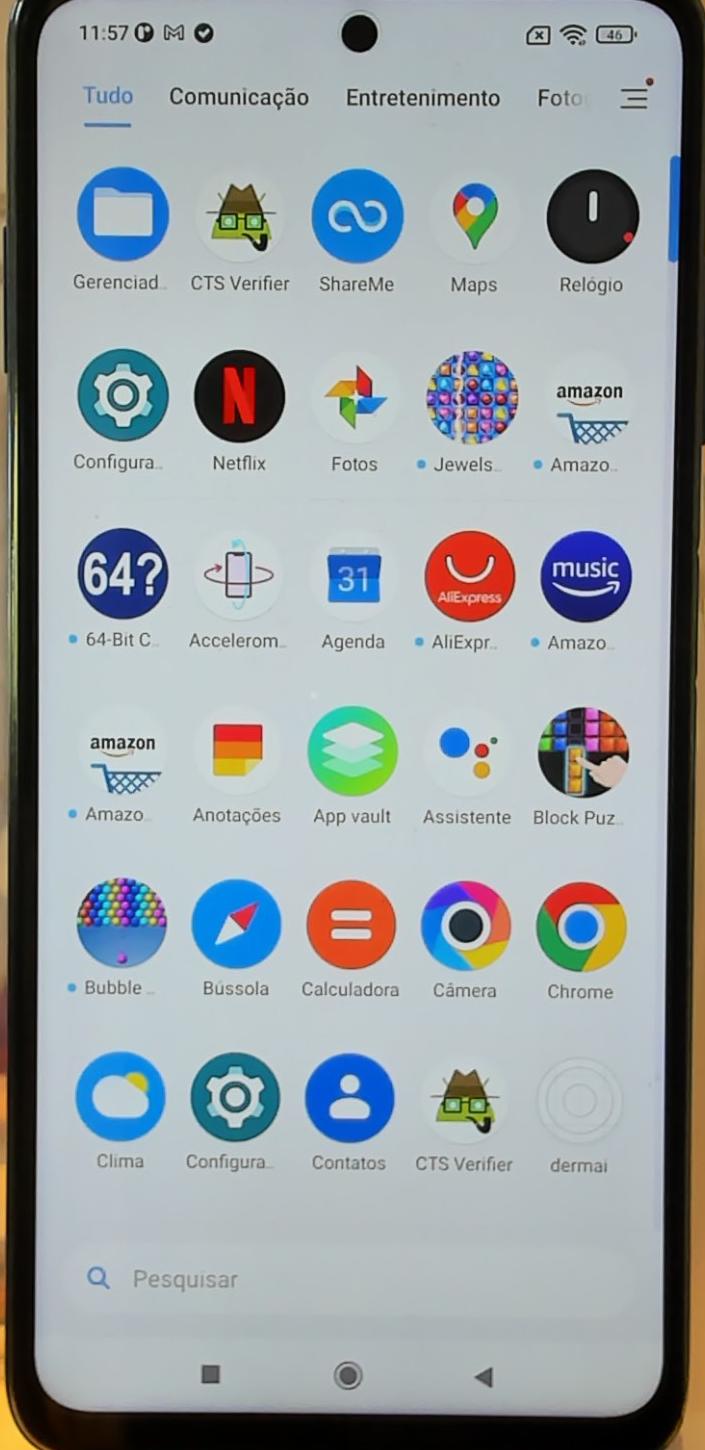 11:57 46
Tudo Comunicação Entretenimento Foto
Gerenciad.. CTS Verifier ShareMe Maps Relógio
amazon
Configura.. Netflix Fotos Jewels.. Amazo..
64? 31 AliExpress music
64-Bit C.. Accelerom.. Agenda AliExpr.. Amazo..
amazon
Amazo.. Anotações App vault Assistente Block Puz..
Bubble .. Bússola Calculadora Câmera Chrome
Clima Configura.. Contatos CTS Verifier dermai
Pesquisar